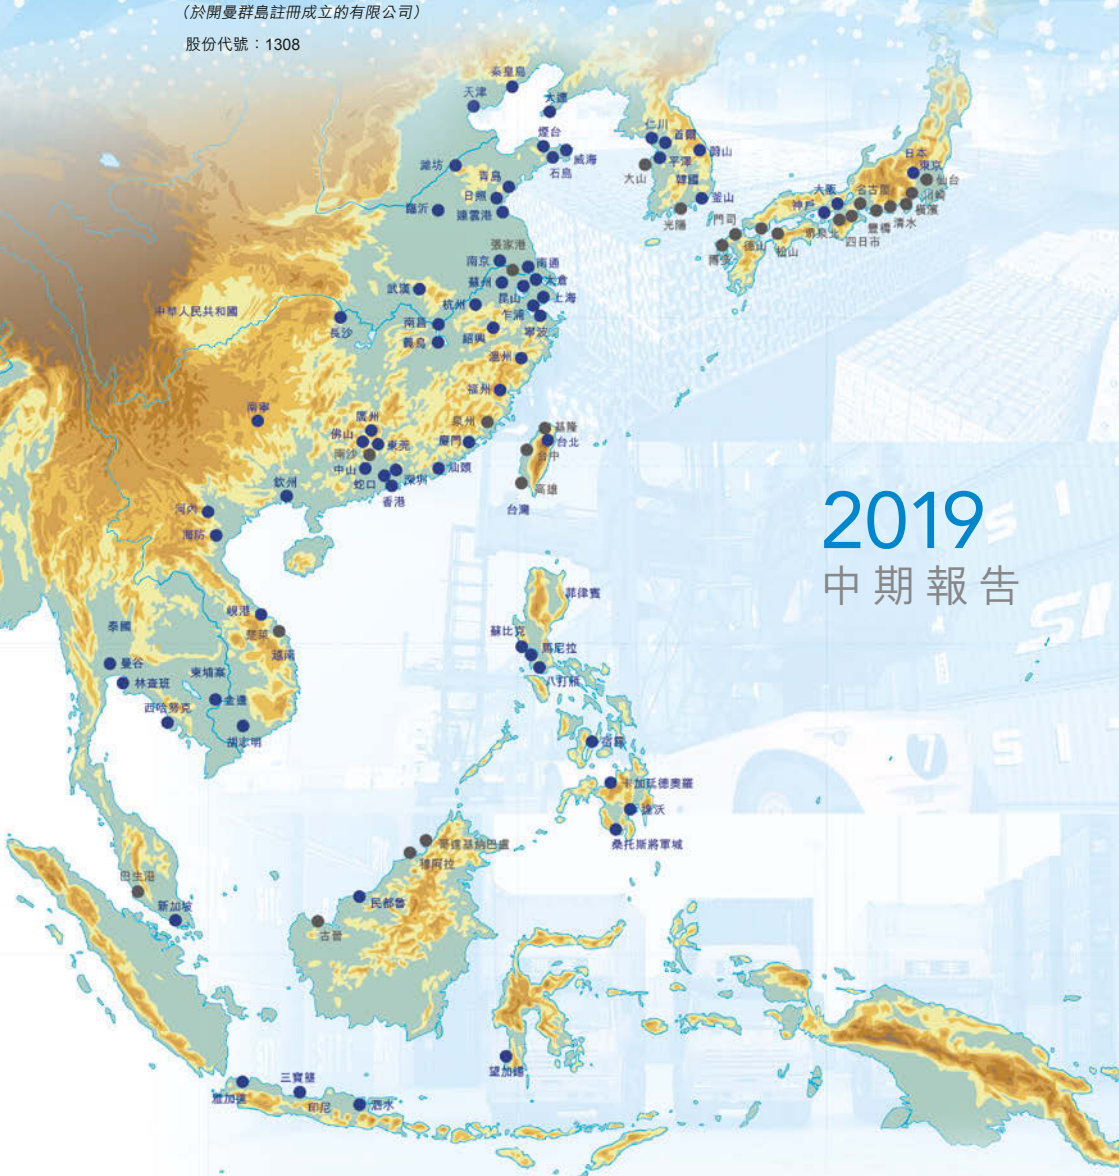 (於開曼群島註冊成立的有限公司)
股份代號：1308
秦皇島
天津
大連
煙台
威海
石島
濰坊
青島
日照
臨沂
連雲港
仁川
首爾
蔚山
平澤
大山
韓國
釜山
光陽
日本
東京
仙台
川崎
橫濱
清水
豐橋
名古屋
四日市
大阪
神戶
門司
德山
松山
張家港
南京
南通
蘇州
太倉
昆山
上海
武漢
杭州
乍浦
寧波
中華人民共和國
長沙
南昌
義烏
紹興
溫州
福州
南寧
廣州
泉州
佛山
東莞
廈門
南沙
中山
深圳
汕頭
蛇口
香港
欽州
基隆
台北
台中
高雄
台灣
河內
海防
2019
中期報告
峴港
越南
泰國
曼谷
林查班
柬埔寨
金邊
西哈努克
胡志明
菲律賓
蘇比克
馬尼拉
八打雁
宿霧
卡加延德奧羅
達沃
桑托斯將軍城
哥達基納巴盧
穆阿拉
巴生港
新加坡
民都魯
古晉
望加錫
三寶壟
雅加達
印尼
泗水
7
S I
SI
S I